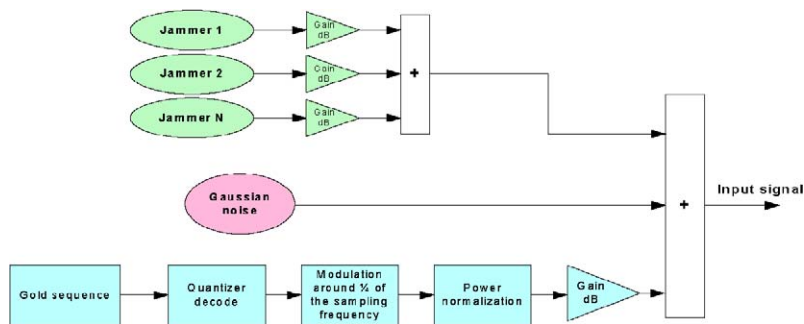 Jammer 1
Gain
dB
Jammer 2
Gain
dB
+
Jammer N
Gain
dB
Gaussian
noise
+
Input signal
Gold sequence
Quantizer
decode
Modulation
around ¼ of
the sampling
frequency
Power
normalization
Gain
dB